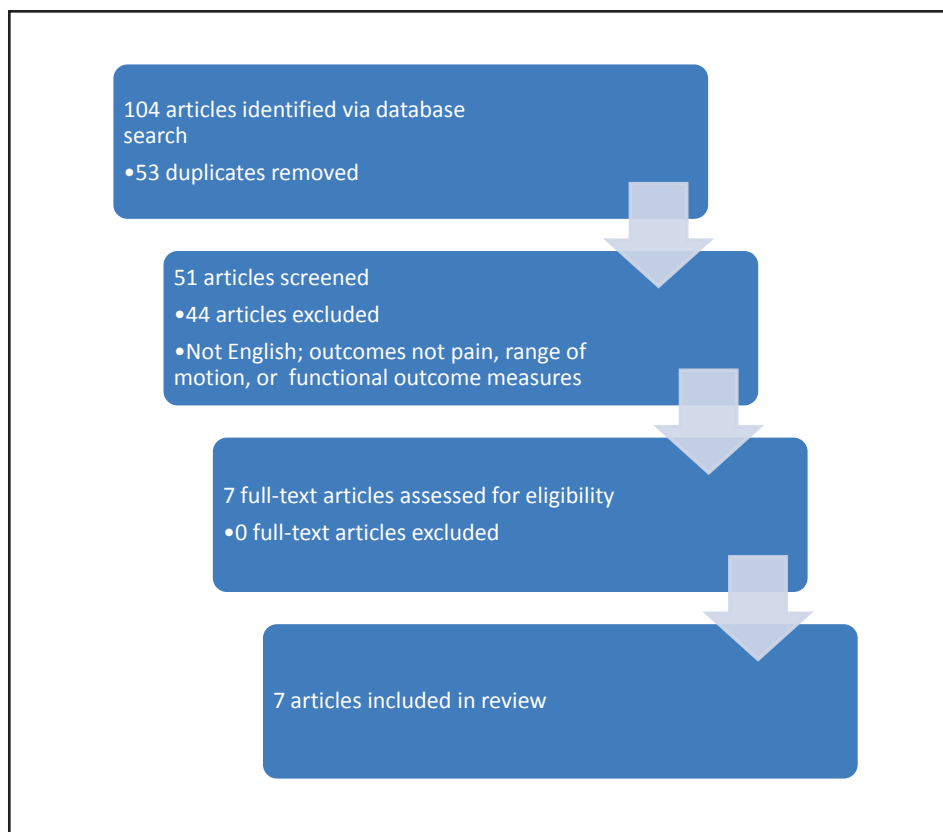 104 articles identified via database
search
•53 duplicates removed
51 articles screened
•44 articles excluded
•Not English; outcomes not pain, range of
motion, or  functional outcome measures
7 full-text articles assessed for eligibility
•0 full-text articles excluded
7 articles included in review